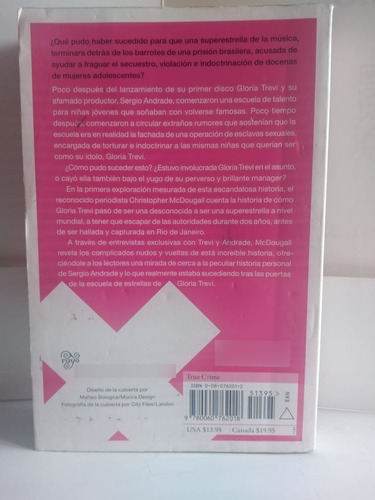 ¿Qué pudo haber sucedido para que una superestrella de la música,
terminara detrás de los barrotes de una prisión brasilera, acusada de
ayudar a fraguar el secuestro, violación e indoctrinación de docenas
de mujeres adolescentes?
Poco después del lanzamiento de su primer disco Gloria Trevi y su
afamado productor, Sergio Andrade, comenzaron una escuela de talento
para niñas jóvenes que soñaban con volverse famosas. Poco tiempo
después, comenzaron a circular extraños rumores que sostenían que la
escuela era en realidad la fachada de una operación de esclavas sexuales,
encargada de torturar e indoctrinar a las mismas niñas que querían ser
como su ídolo, Gloria Trevi.
¿Cómo pudo suceder esto? ¿Estuvo involucrada Gloria Trevi en el asunto,
o cayó ella también bajo el yugo de su perverso y brillante manager?
En la primera exploración mesurada de esta escandalosa historia, el
reconocido periodista Christopher McDougall cuenta la historia de cómo
Gloria Trevi pasó de ser una desconocida a ser una superestrella a nivel
mundial, a tener que escapar de las autoridades durante dos años, antes
de ser hallada y capturada en Río de Janeiro.
A través de entrevistas exclusivas con Trevi y Andrade, McDougall
revela los complicados nudos y vueltas de está increíble historia, ofre-
ciéndole a los lectores una mirada de cerca a la peculiar historia personal
de Sergio Andrade y lo que realmente estaba sucediendo tras las puertas
de la escuela de estrellas de Gloria Trevi.
Diseño de la cubierta por
Matteo Bologna/Mucca Design
Fotografía de la cubierta por City Files/Landov
True Crime
ISBN 0-06-076201-2
51395
EAN
9 780060 762018
USA $13.95 Canada $19.95